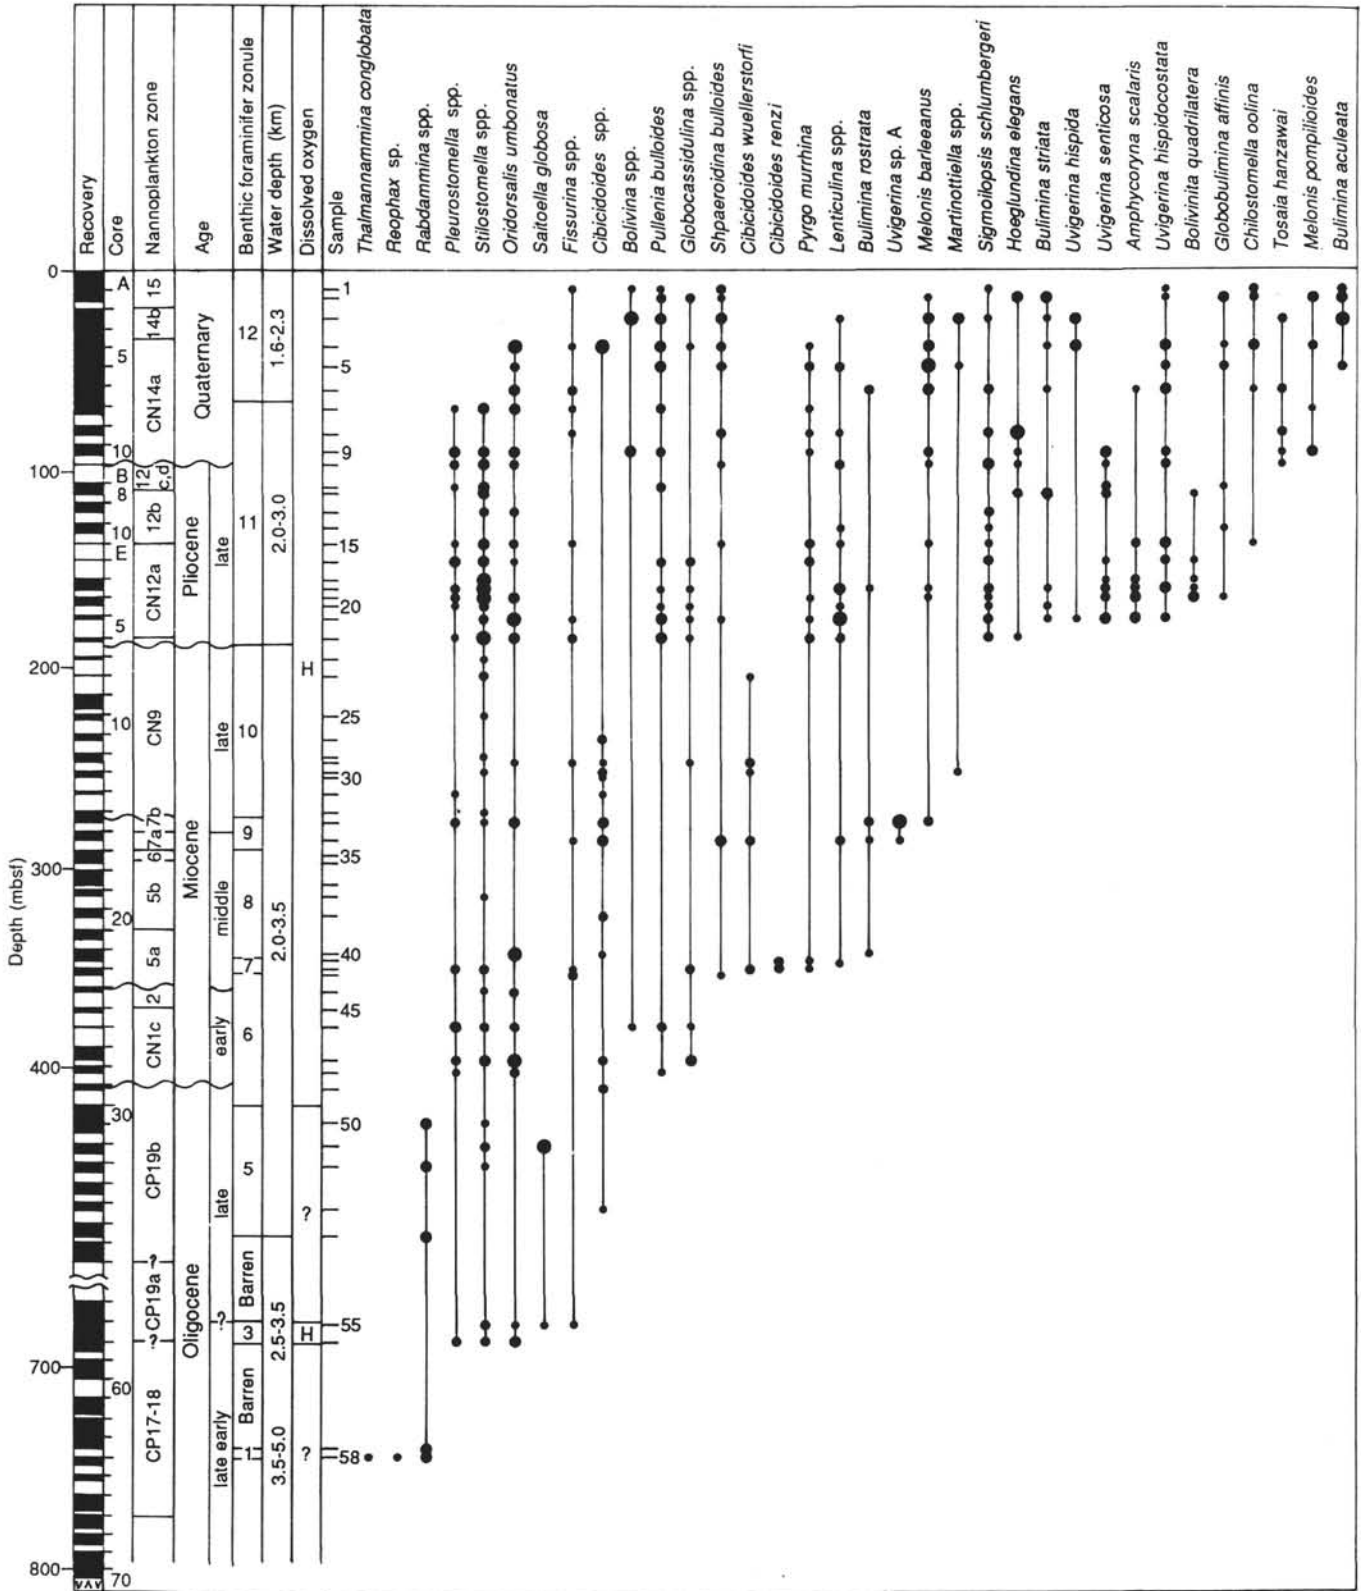 Recovery
Core
Nannoplankton zone
Age
Benthic foraminifer zonule
Water depth (km)
Dissolved oxygen
Sample
Thalmannammina conglobata
Reophax sp.
Rabdammina spp.
Pleurostomella spp.
Stilostomella spp.
Oridorsalis umbonatus
Saitoella globosa
Fissurina spp.
Cibicidoides spp.
Bolivina spp.
Pullenia bulloides
Globocassidulina spp.
Shpaeroidina bulloides
Cibicidoides wuellerstorfi
Cibicidoides renzi
Pyrgo murrhina
Lenticulina spp.
Bulimina rostrata
Uvigerina sp. A
Melonis barleeanus
Martinottiella spp.
Sigmoilopsis schlumbergeri
Hoeglundina elegans
Bulimina striata
Uvigerina hispida
Uvigerina senticosa
Amphycoryna scalaris
Uvigerina hispidocostata
Bolivinita quadrilatera
Globobulimina affinis
Chilostomella oolina
Tosaia hanzawai
Melonis pompilioides
Bulimina aculeata
Depth (mbsf)
0
100
200
300
400
700
800
A
5
10
B
8
10
E
5
10
20
30
60
70
15
14b
CN14a
12 c,d
12b
CN12a
CN9
7b
7a
6
5b
5a
2
CN1c
CP19b
?
CP19a
?
CP17-18
Quaternary
Pliocene
late
Miocene
late
middle
early
Oligocene
late
?
late early
12
11
10
9
8
7
6
5
Barren
3
Barren
1
1.6-2.3
2.0-3.0
2.0-3.5
2.5-3.5
3.5-5.0
H
?
H
?
1
5
9
15
20
25
30
35
40
45
50
55
58